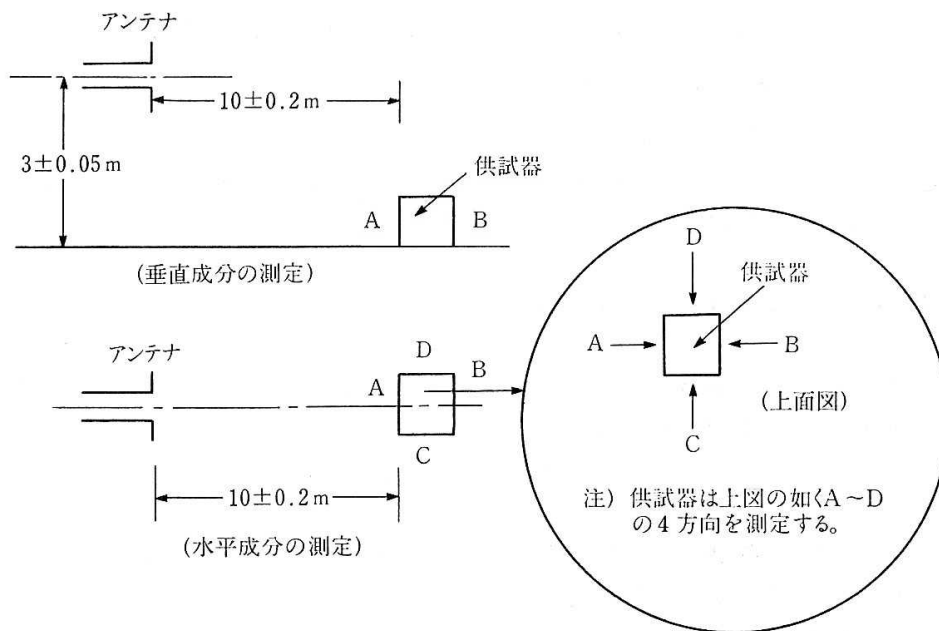 アンテナ
10±0.2m
3±0.05m
供試器
A
B
(垂直成分の測定)
アンテナ
D
A
B
C
10±0.2m
(水平成分の測定)
D
供試器
A
B
(上面図)
C
注) 供試器は上図の如くA～D
の4方向を測定する。